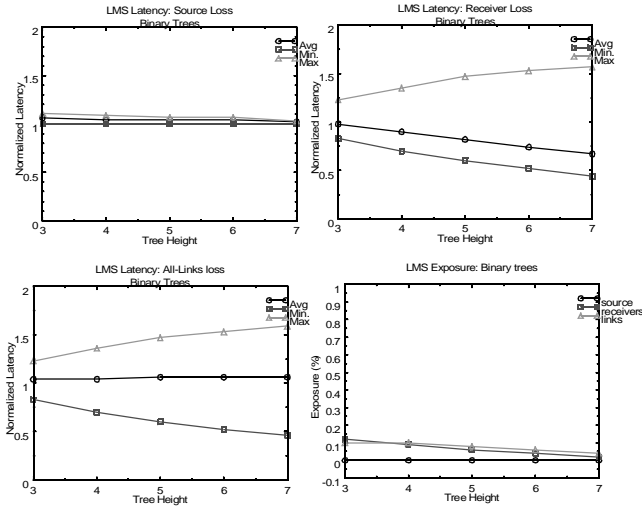 LMS Latency: Source Loss
Binary Trees
2
1.5
1
0.5
0
Normalized Latency
Avg
Min.
Max
3 4 5 6 7
Tree Height
LMS Latency: Receiver Loss
Binary Trees
2
1.5
1
0.5
0
Normalized Latency
Avg
Min.
Max
3 4 5 6 7
Tree Height
LMS Latency: All-Links loss
Binary Trees
2
1.5
1
0.5
0
Normalized Latency
Avg
Min.
Max
3 4 5 6 7
Tree Height
LMS Exposure: Binary trees
1
0.9
0.8
0.7
0.6
0.5
0.4
0.3
0.2
0.1
0
-0.1
Exposure (%)
source
receivers
links
3 4 5 6 7
Tree Height